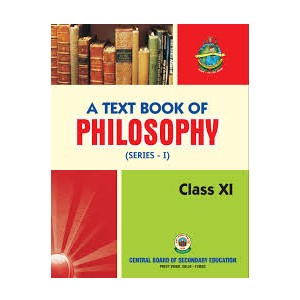 A TEXT BOOK OF
PHILOSOPHY
(SERIES - I)
Class XI
CENTRAL BOARD OF SECONDARY EDUCATION